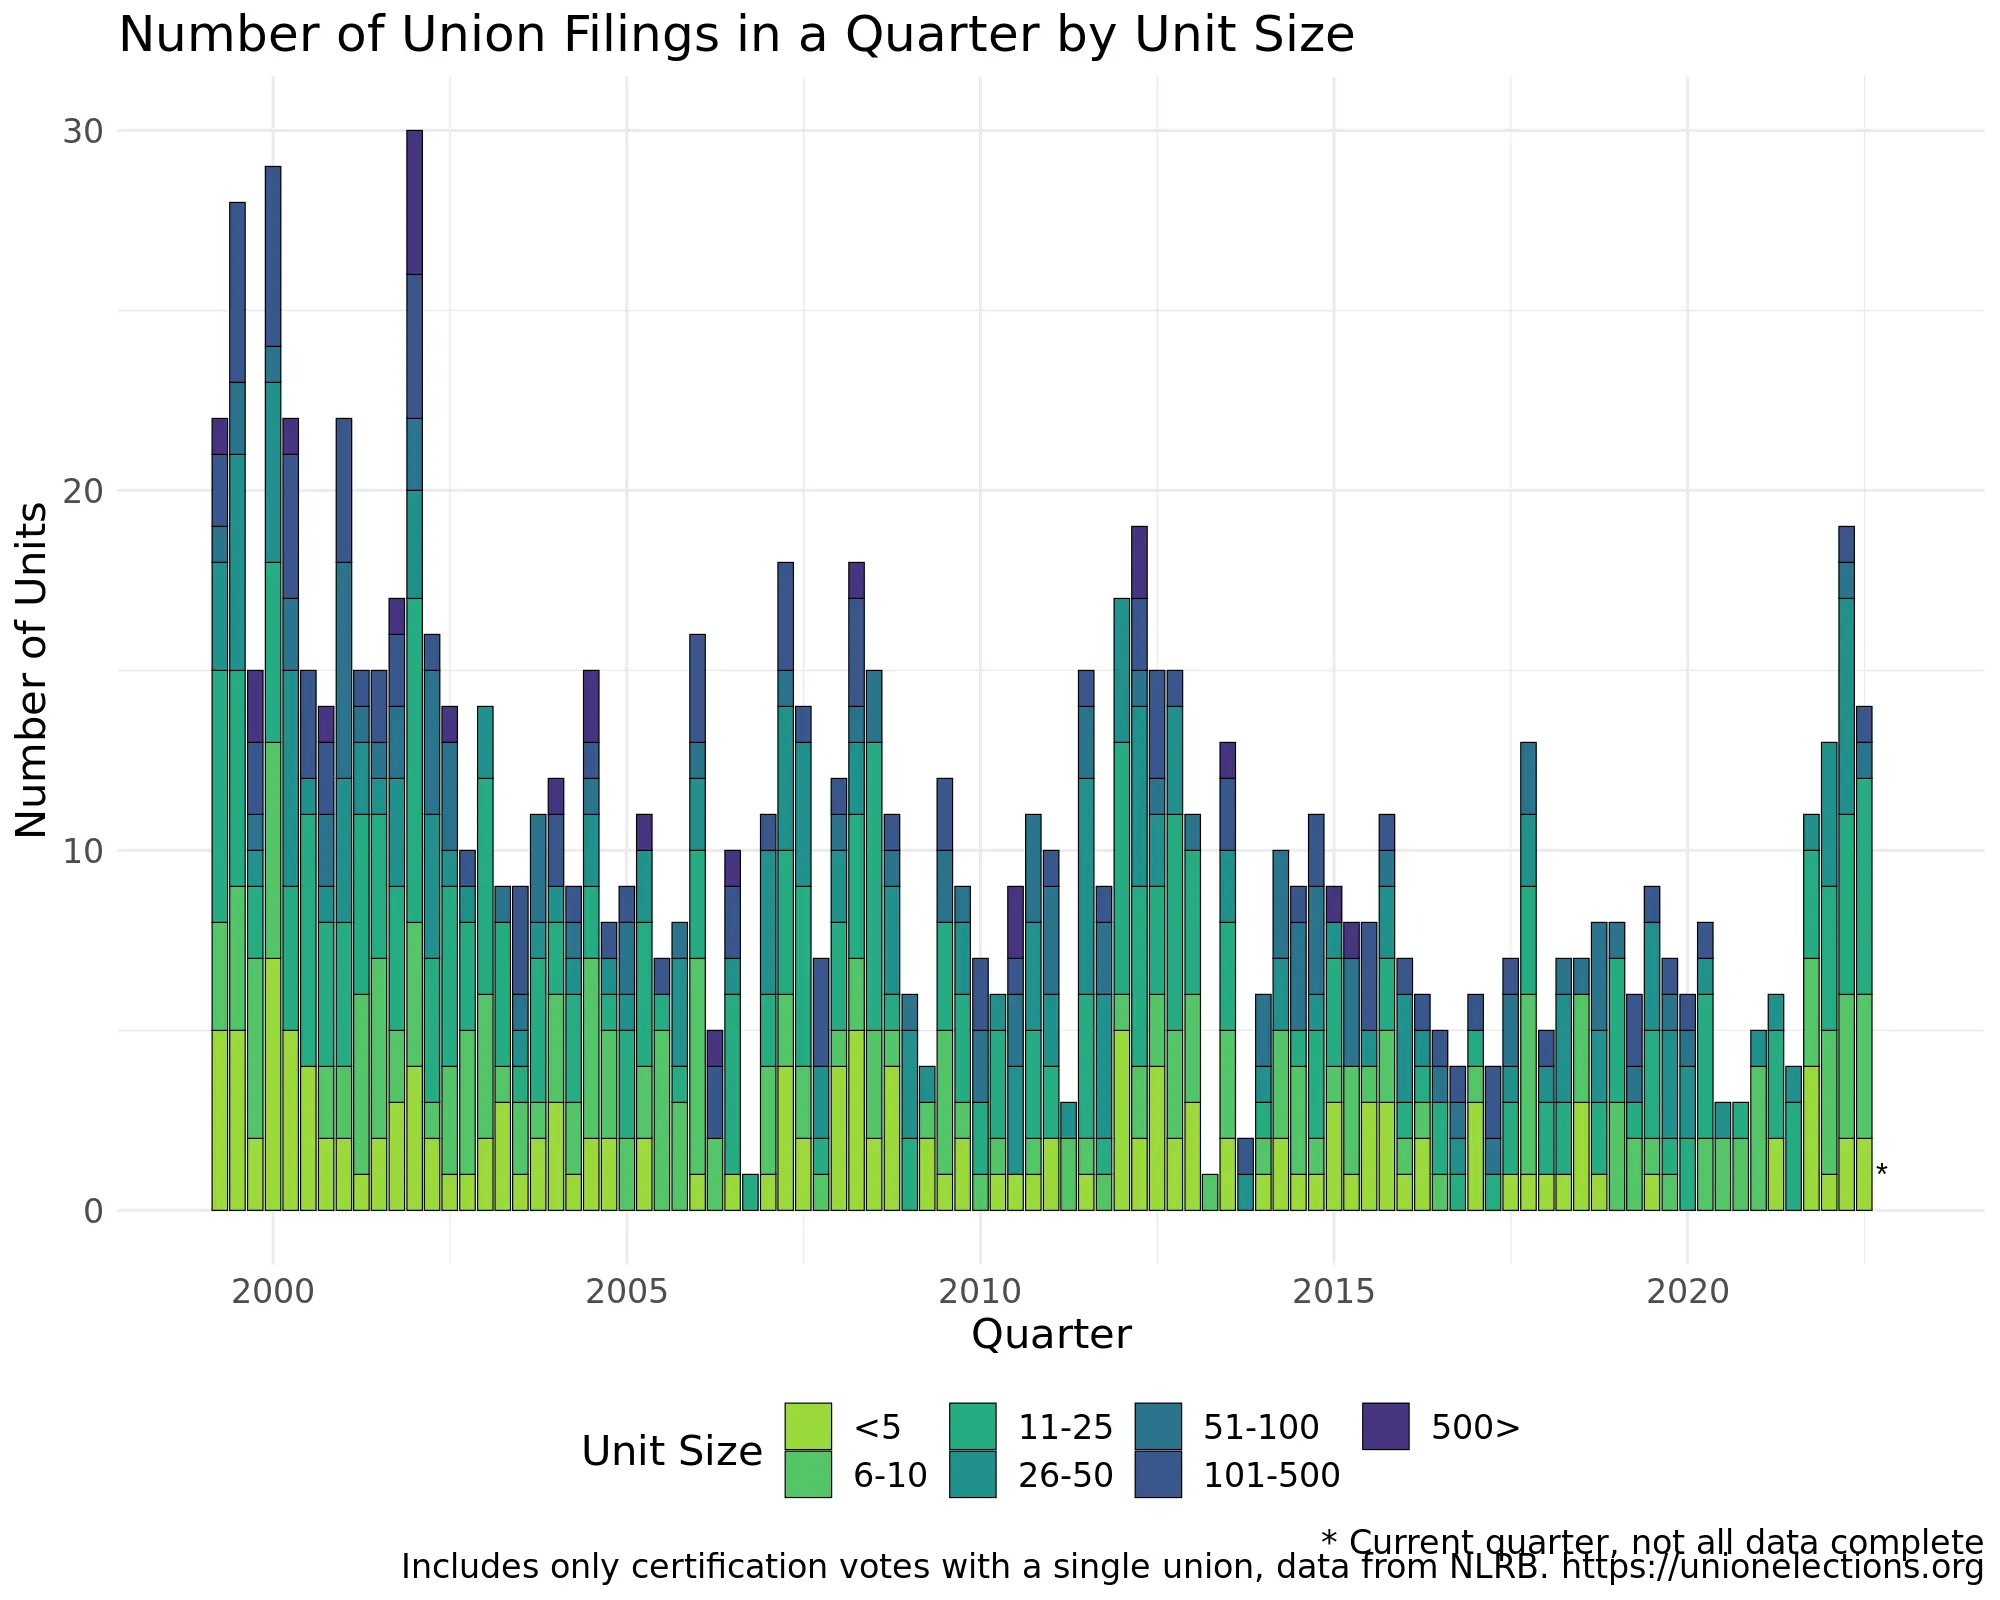 Number of Union Filings in a Quarter by Unit Size
30
20
10
0
Number of Units
*
2000 2005 2010 2015 2020
Quarter
Unit Size
<5 11-25 51-100 500>
6-10 26-50 101-500
* Current quarter, not all data complete
Includes only certification votes with a single union, data from NLRB. https://unionelections.org